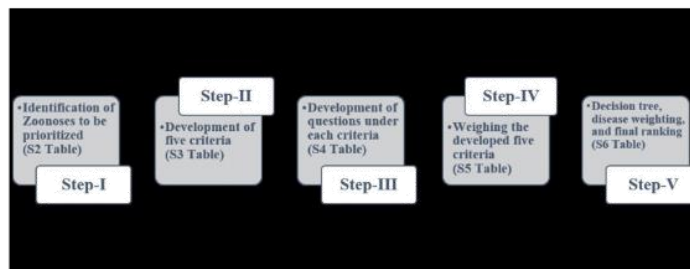 •Identification of
Zoonoses to be
prioritized
(S2 Table)
Step-I
Step-II
•Development of
five criteria
(S3 Table)
•Development of
questions under
each criteria
(S4 Table)
Step-III
Step-IV
•Weighing the
developed five
criteria
(S5 Table)
•Decision tree,
disease weighting,
and final ranking
(S6 Table)
Step-V